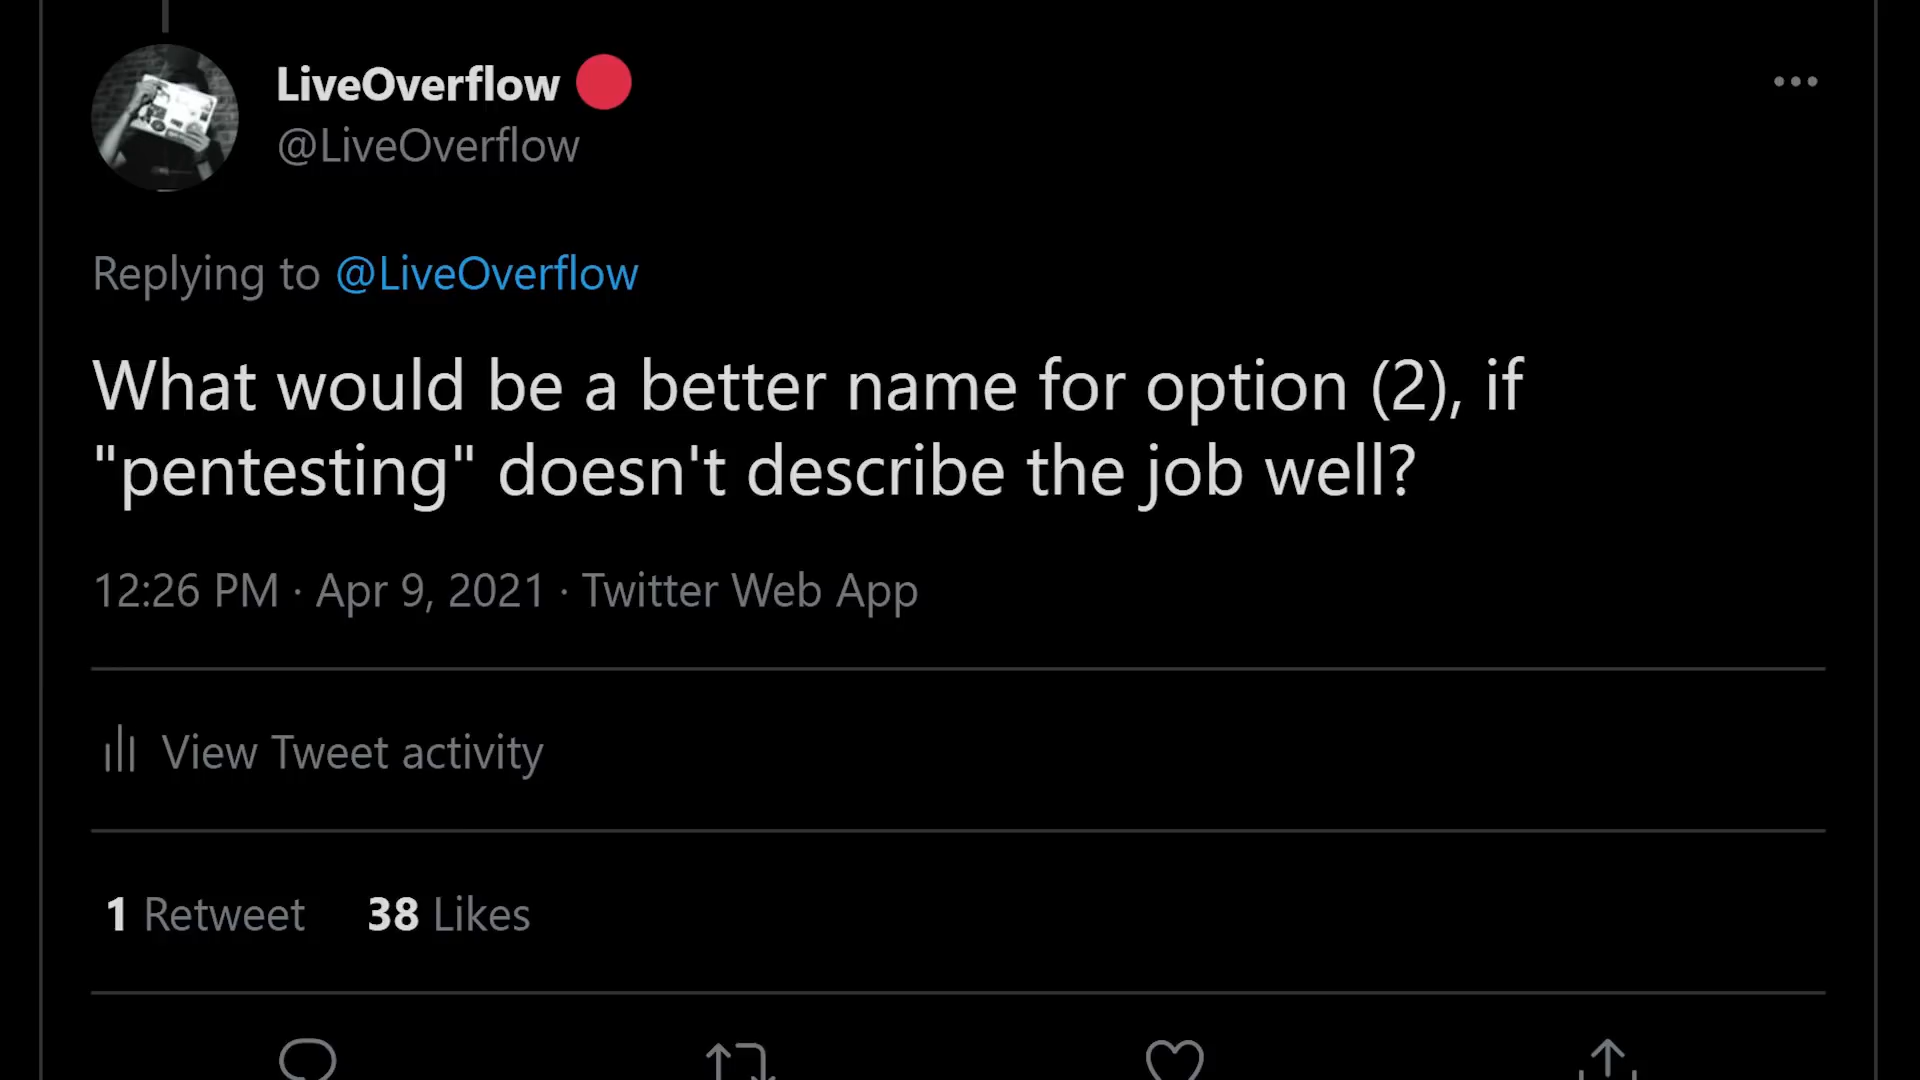 LiveOverflow
@LiveOverflow
Replying to @LiveOverflow
What would be a better name for option (2), if
"pentesting" doesn't describe the job well?
12:26 PM · Apr 9, 2021 · Twitter Web App
View Tweet activity
1 Retweet 38 Likes